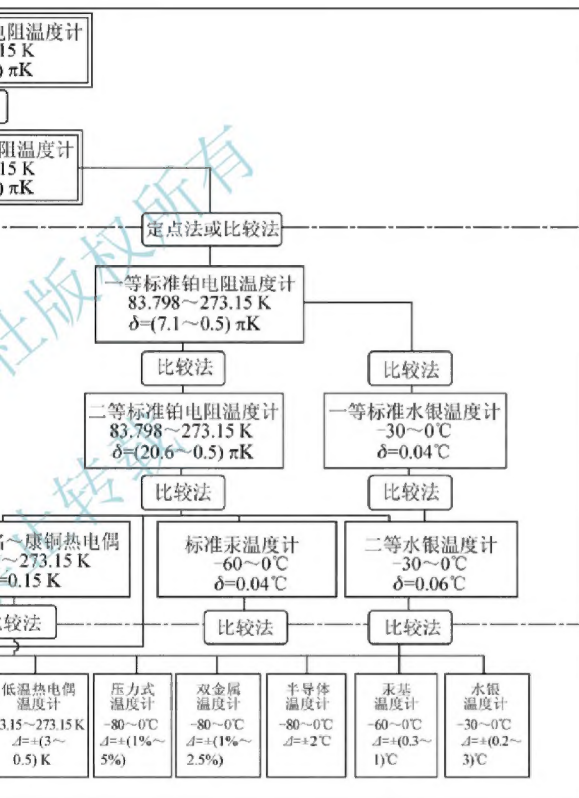 电阻温度计
15 K
) πK
阻温度计
.15 K
) πK
定点法或比较法
一等标准铂电阻温度计
83.798～273.15 K
δ=(7.1～0.5) πK
比较法
比较法
二等标准铂电阻温度计
83.798～273.15 K
δ=(20.6～0.5) πK
一等标准水银温度计
-30～0℃
δ=0.04℃
比较法
比较法
～康铜热电偶
～273.15 K
=0.15 K
标准汞温度计
-60～0℃
δ=0.04℃
二等水银温度计
-30～0℃
δ=0.06℃
较法
比较法
比较法
低温热电偶
温度计
3.15～273.15 K
Δ=±(3～
0.5) K
压力式
温度计
-80～0℃
Δ=±(1%～
5%)
双金属
温度计
-80～0℃
Δ=±(1%～
2.5%)
半导体
温度计
-80～0℃
Δ=±2℃
汞基
温度计
-60～0℃
Δ=±(0.3～
1)℃
水银
温度计
-30～0℃
Δ=±(0.2～
3)℃
社版权所有
禁止转载